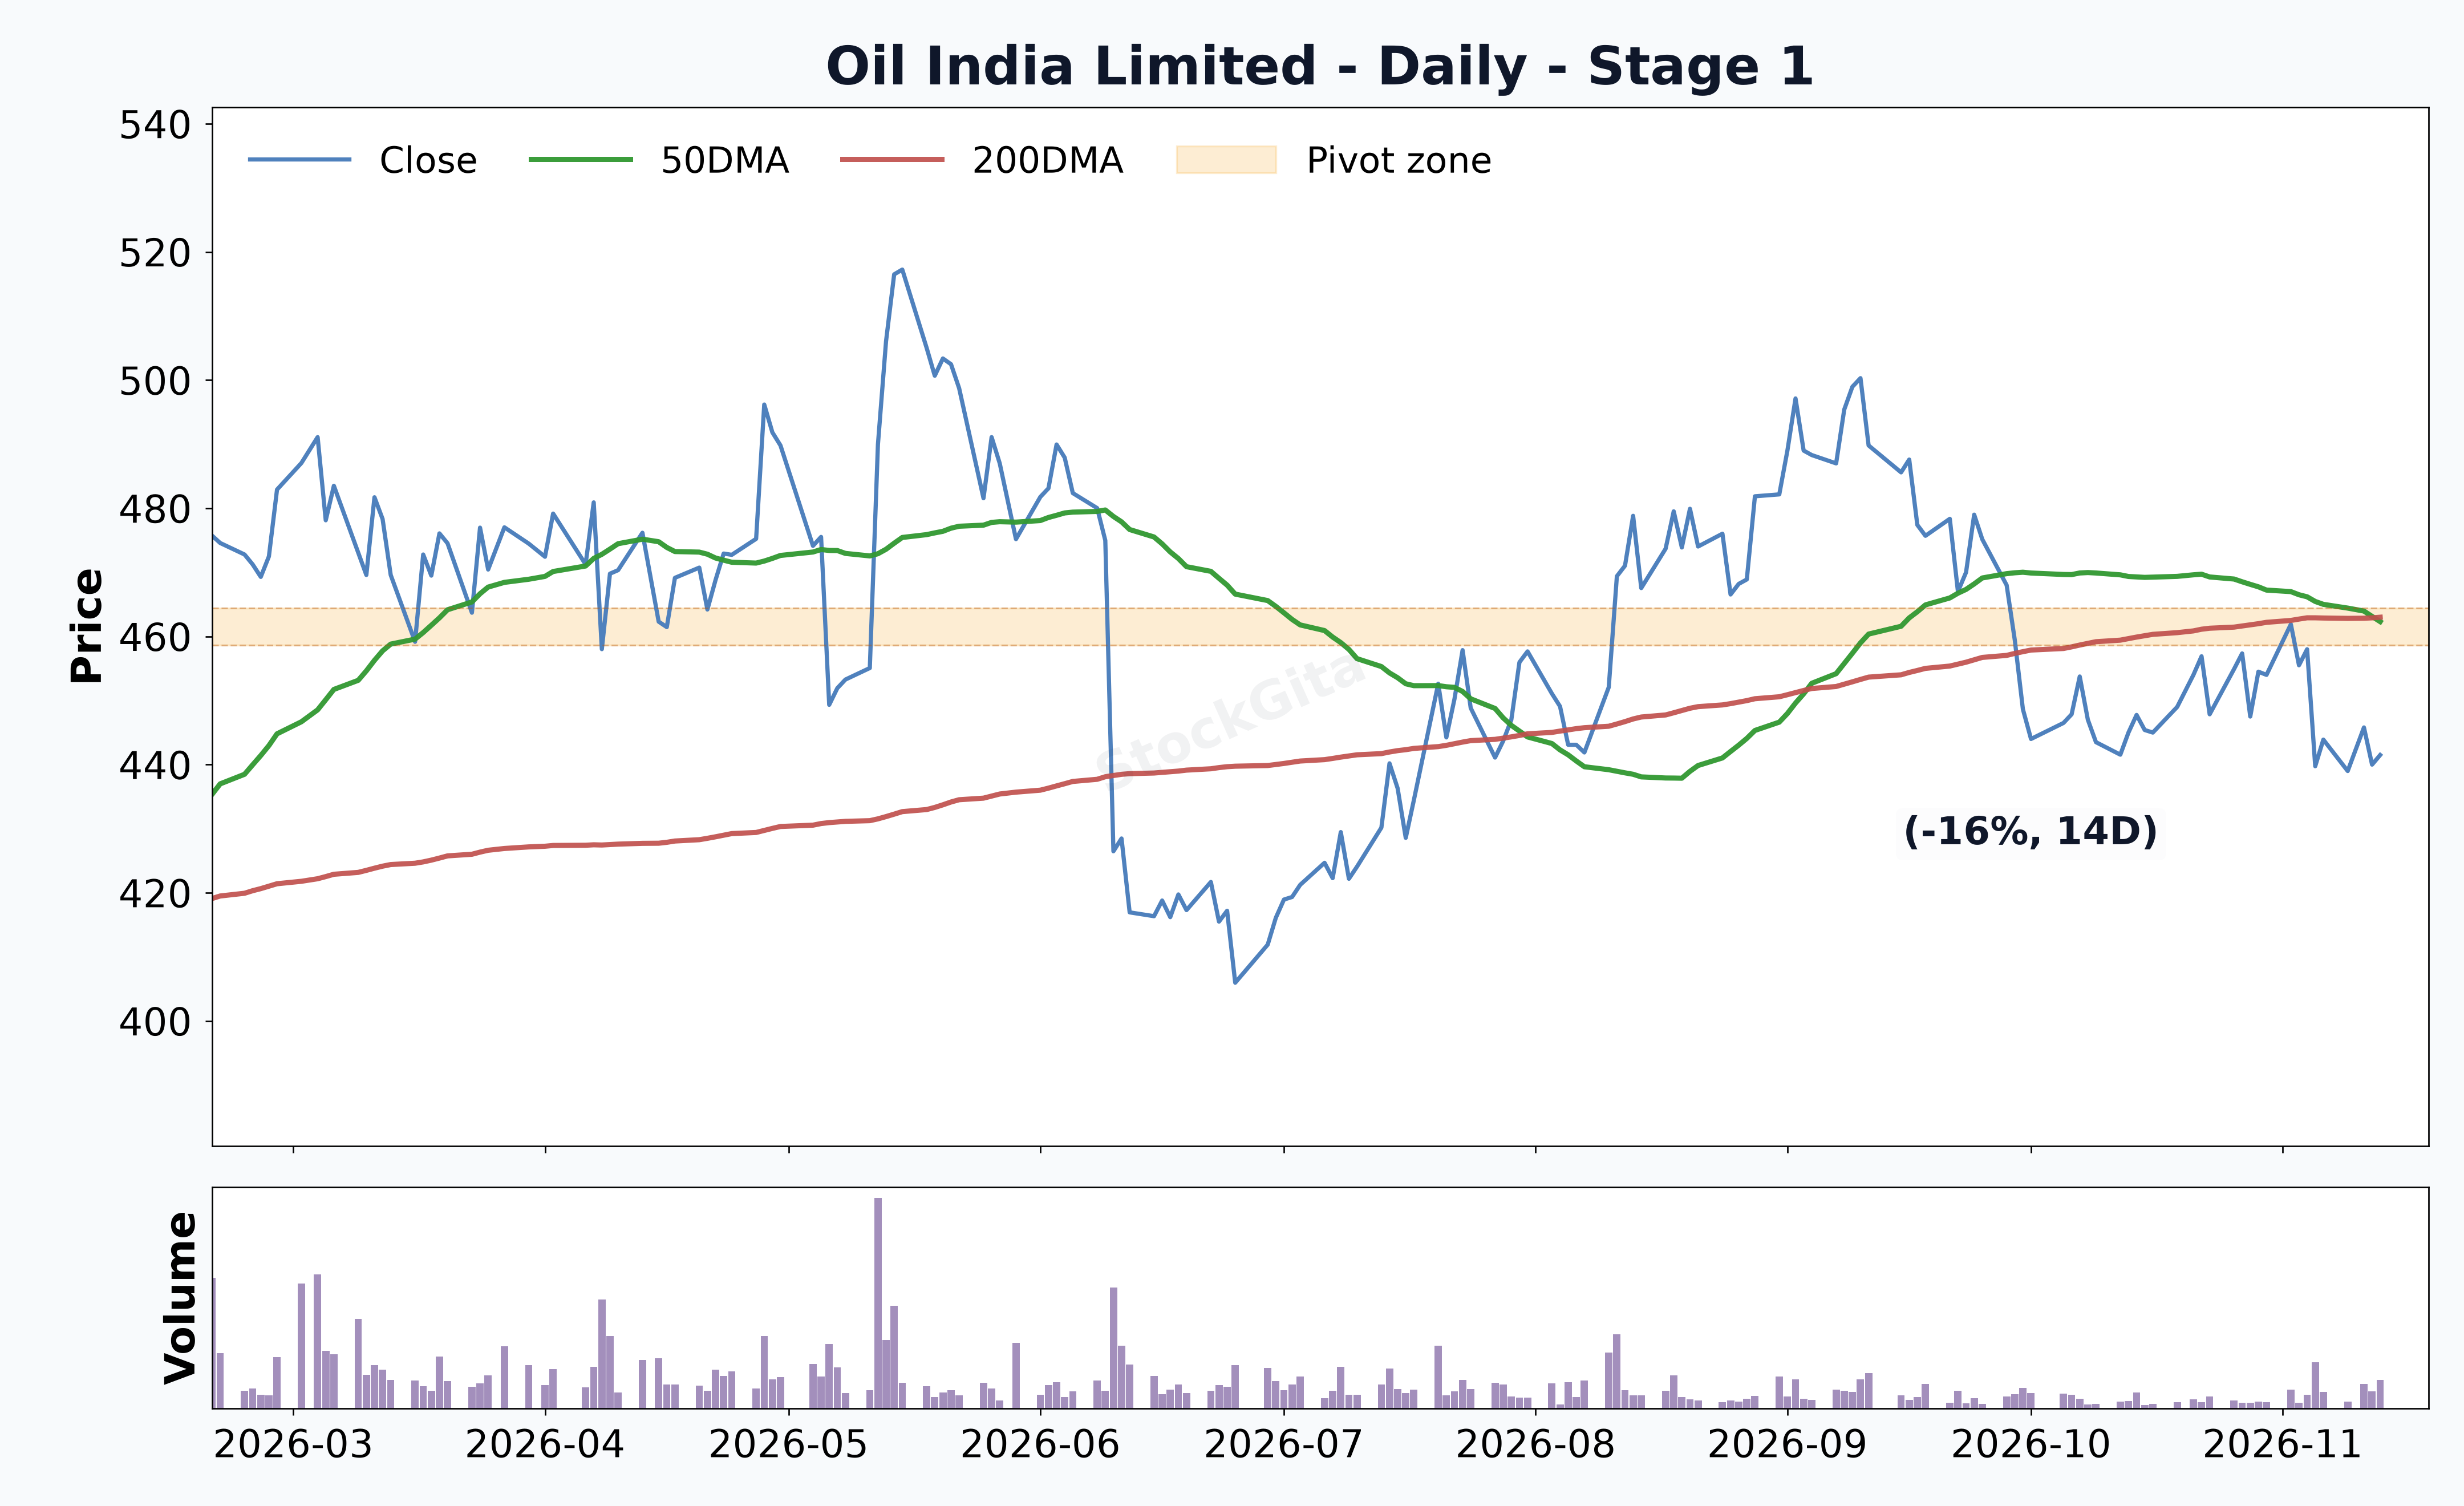 Oil India Limited - Daily - Stage 1
Close 50DMA 200DMA Pivot zone
540
520
500
480
460
440
420
400
Price
StockGita
(-16%, 14D)
Volume
2026-03 2026-04 2026-05 2026-06 2026-07 2026-08 2026-09 2026-10 2026-11